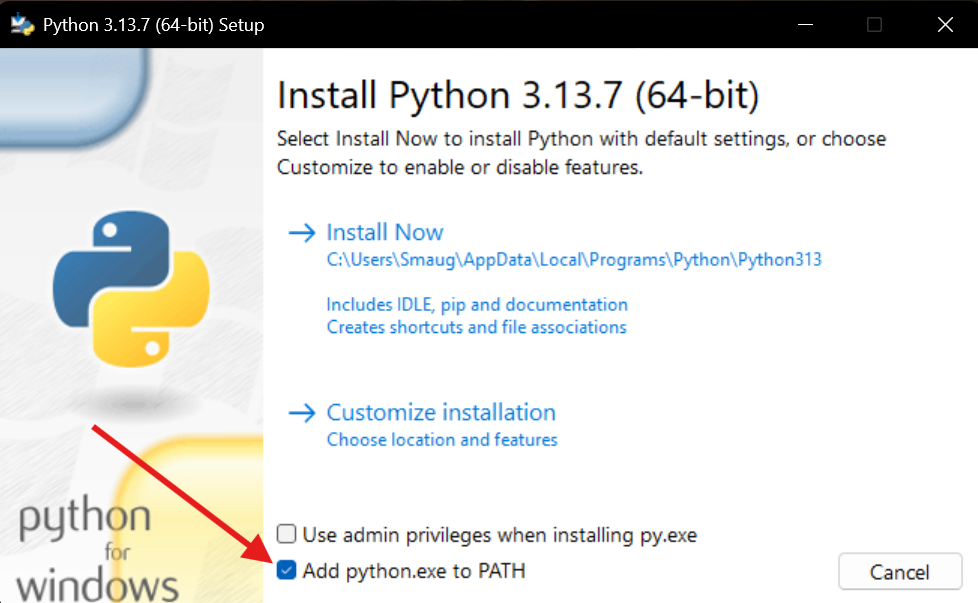 Python 3.13.7 (64-bit) Setup
Install Python 3.13.7 (64-bit)
Select Install Now to install Python with default settings, or choose
Customize to enable or disable features.
Install Now
C:\Users\Smaug\AppData\Local\Programs\Python\Python313
Includes IDLE, pip and documentation
Creates shortcuts and file associations
Customize installation
Choose location and features
Use admin privileges when installing py.exe
Add python.exe to PATH
Cancel
python
for
windows